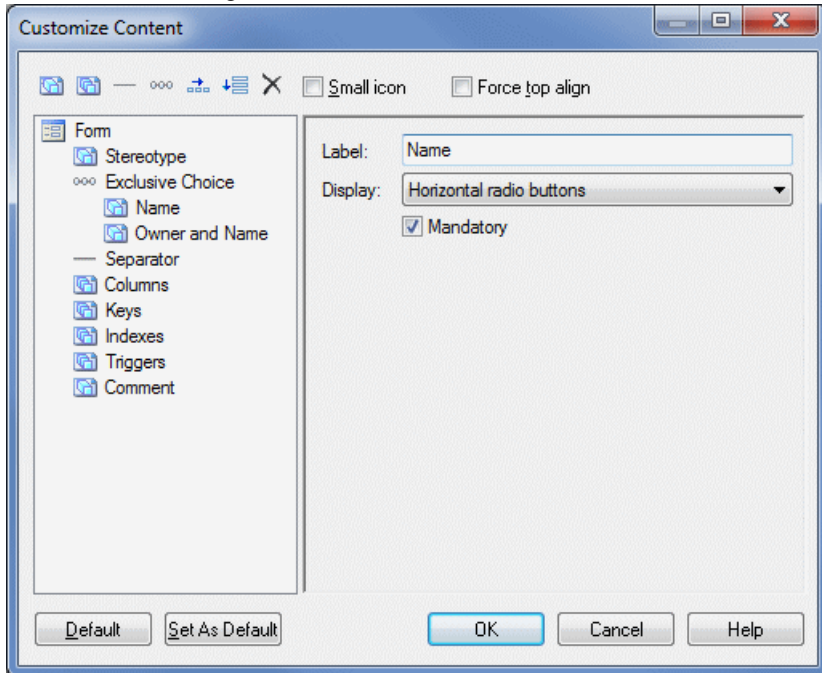 Customize Content
Small icon Force top align
Form
Stereotype
Exclusive Choice
Name
Owner and Name
Separator
Columns
Keys
Indexes
Triggers
Comment
Label: Name
Display: Horizontal radio buttons
Mandatory
Default Set As Default OK Cancel Help